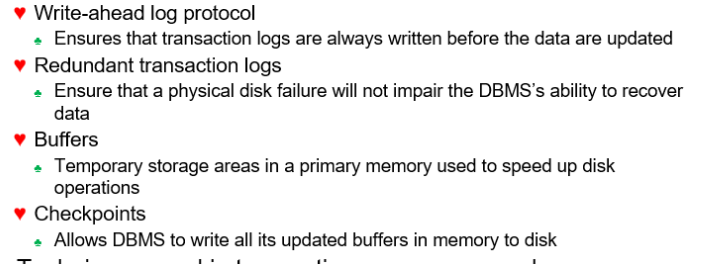 Write-ahead log protocol
Ensures that transaction logs are always written before the data are updated
Redundant transaction logs
Ensure that a physical disk failure will not impair the DBMS's ability to recover
data
Buffers
Temporary storage areas in a primary memory used to speed up disk
operations
Checkpoints
Allows DBMS to write all its updated buffers in memory to disk